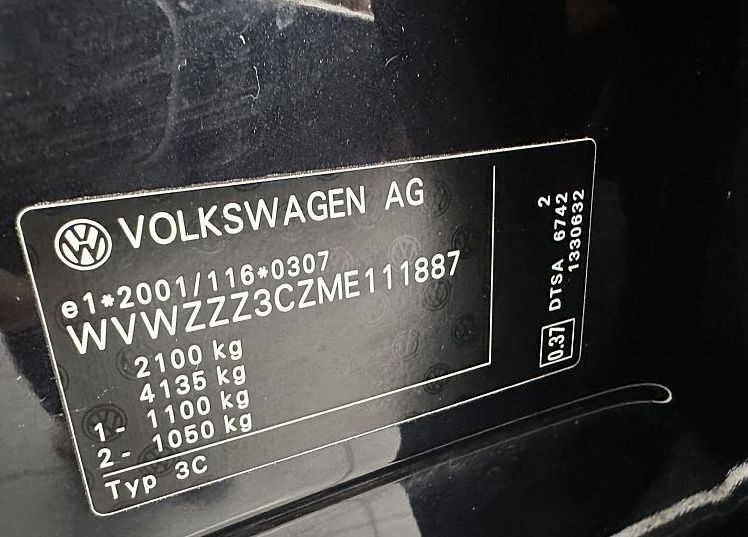 VOLKSWAGEN AG
e1*2001/116*0307
WVWZZZ3CZME111887
2100 kg
4135 kg
1- 1100 kg
2- 1050 kg
Typ 3C
0.37 DTSA 6742 2
1330632